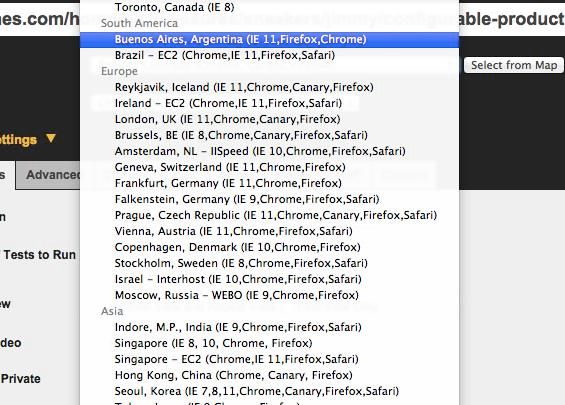 Toronto, Canada (IE 8)
nes.com/ho
jimmy/configurable-product
South America
Buenos Aires, Argentina (IE 11,Firefox,Chrome)
Brazil - EC2 (Chrome,IE 11,Firefox,Safari)
Select from Map
Europe
Reykjavik, Iceland (IE 11,Chrome,Canary,Firefox)
Ireland - EC2 (Chrome,IE 11,Firefox,Safari)
London, UK (IE 11,Chrome,Canary,Firefox)
ettings ▼
Brussels, BE (IE 8,Chrome,Canary,Firefox,Safari)
Amsterdam, NL - IISpeed (IE 10,Chrome,Firefox,Safari)
s
Advanced
Geneva, Switzerland (IE 11,Chrome,Firefox)
Frankfurt, Germany (IE 11,Chrome,Firefox)
Falkenstein, Germany (IE 9,Chrome,Firefox,Safari)
n
Prague, Czech Republic (IE 11,Chrome,Canary,Firefox,Safari)
Vienna, Austria (IE 11,Chrome,Firefox)
Tests to Run
Copenhagen, Denmark (IE 10,Chrome,Firefox)
Stockholm, Sweden (IE 8,Chrome,Firefox,Safari)
Israel - Interhost (IE 10,Chrome,Firefox)
Moscow, Russia - WEBO (IE 9,Chrome,Firefox)
ew
Asia
Indore, M.P., India (IE 9,Chrome,Firefox,Safari)
deo
Singapore (IE 8, 10, Chrome, Firefox)
Singapore - EC2 (Chrome,IE 11,Firefox,Safari)
Private
Hong Kong, China (Chrome, Canary, Firefox)
Seoul, Korea (IE 7,8,11,Chrome,Canary,Firefox,Safari)